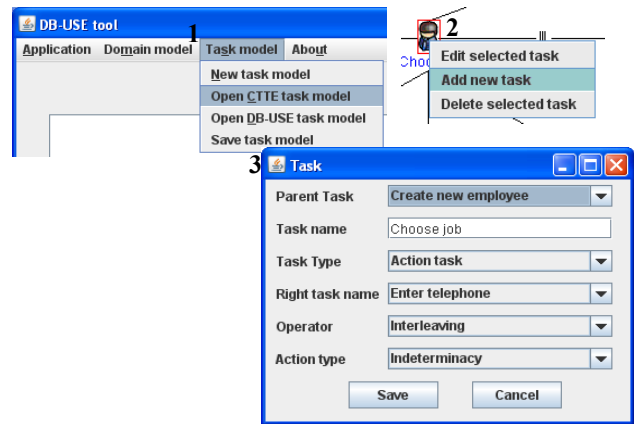 DB-USE tool
1
Application Domain model Task model About
New task model
Open CTTE task model
Open DB-USE task model
Save task model
2
Edit selected task
Add new task
Delete selected task
3
Task
Parent Task Create new employee
Task name Choose job
Task Type Action task
Right task name Enter telephone
Operator Interleaving
Action type Indeterminacy
Save Cancel